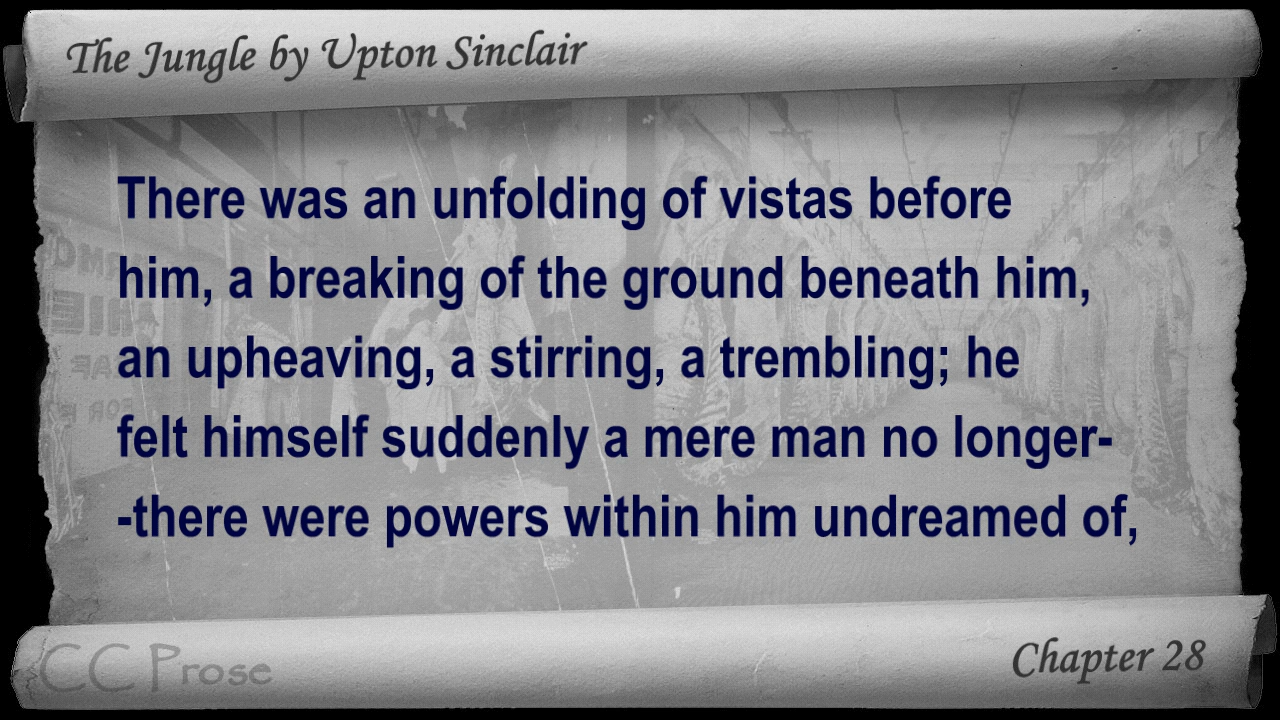 The Jungle by Upton Sinclair
There was an unfolding of vistas before
him, a breaking of the ground beneath him,
an upheaving, a stirring, a trembling; he
felt himself suddenly a mere man no longer-
-there were powers within him undreamed of,
CC Prose
Chapter 28